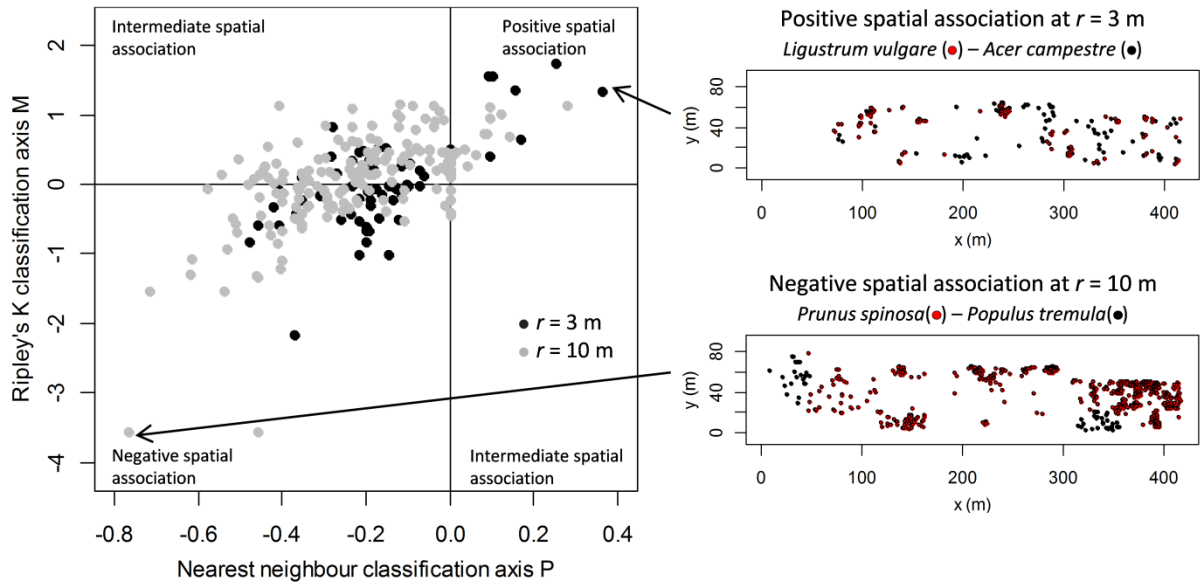 Intermediate spatial
association
Positive spatial
association
2
1
0
-1
-2
-3
-4
Ripley's K classification axis M
r = 3 m
r = 10 m
Negative spatial
association
Intermediate spatial
association
-0.8 -0.6 -0.4 -0.2 0.0 0.2 0.4
Nearest neighbour classification axis P
Positive spatial association at r = 3 m
Ligustrum vulgare (●) – Acer campestre (●)
80
40
0
y (m)
0 100 200 300 400
x (m)
Negative spatial association at r = 10 m
Prunus spinosa(●) – Populus tremula(●)
80
40
0
y (m)
0 100 200 300 400
x (m)